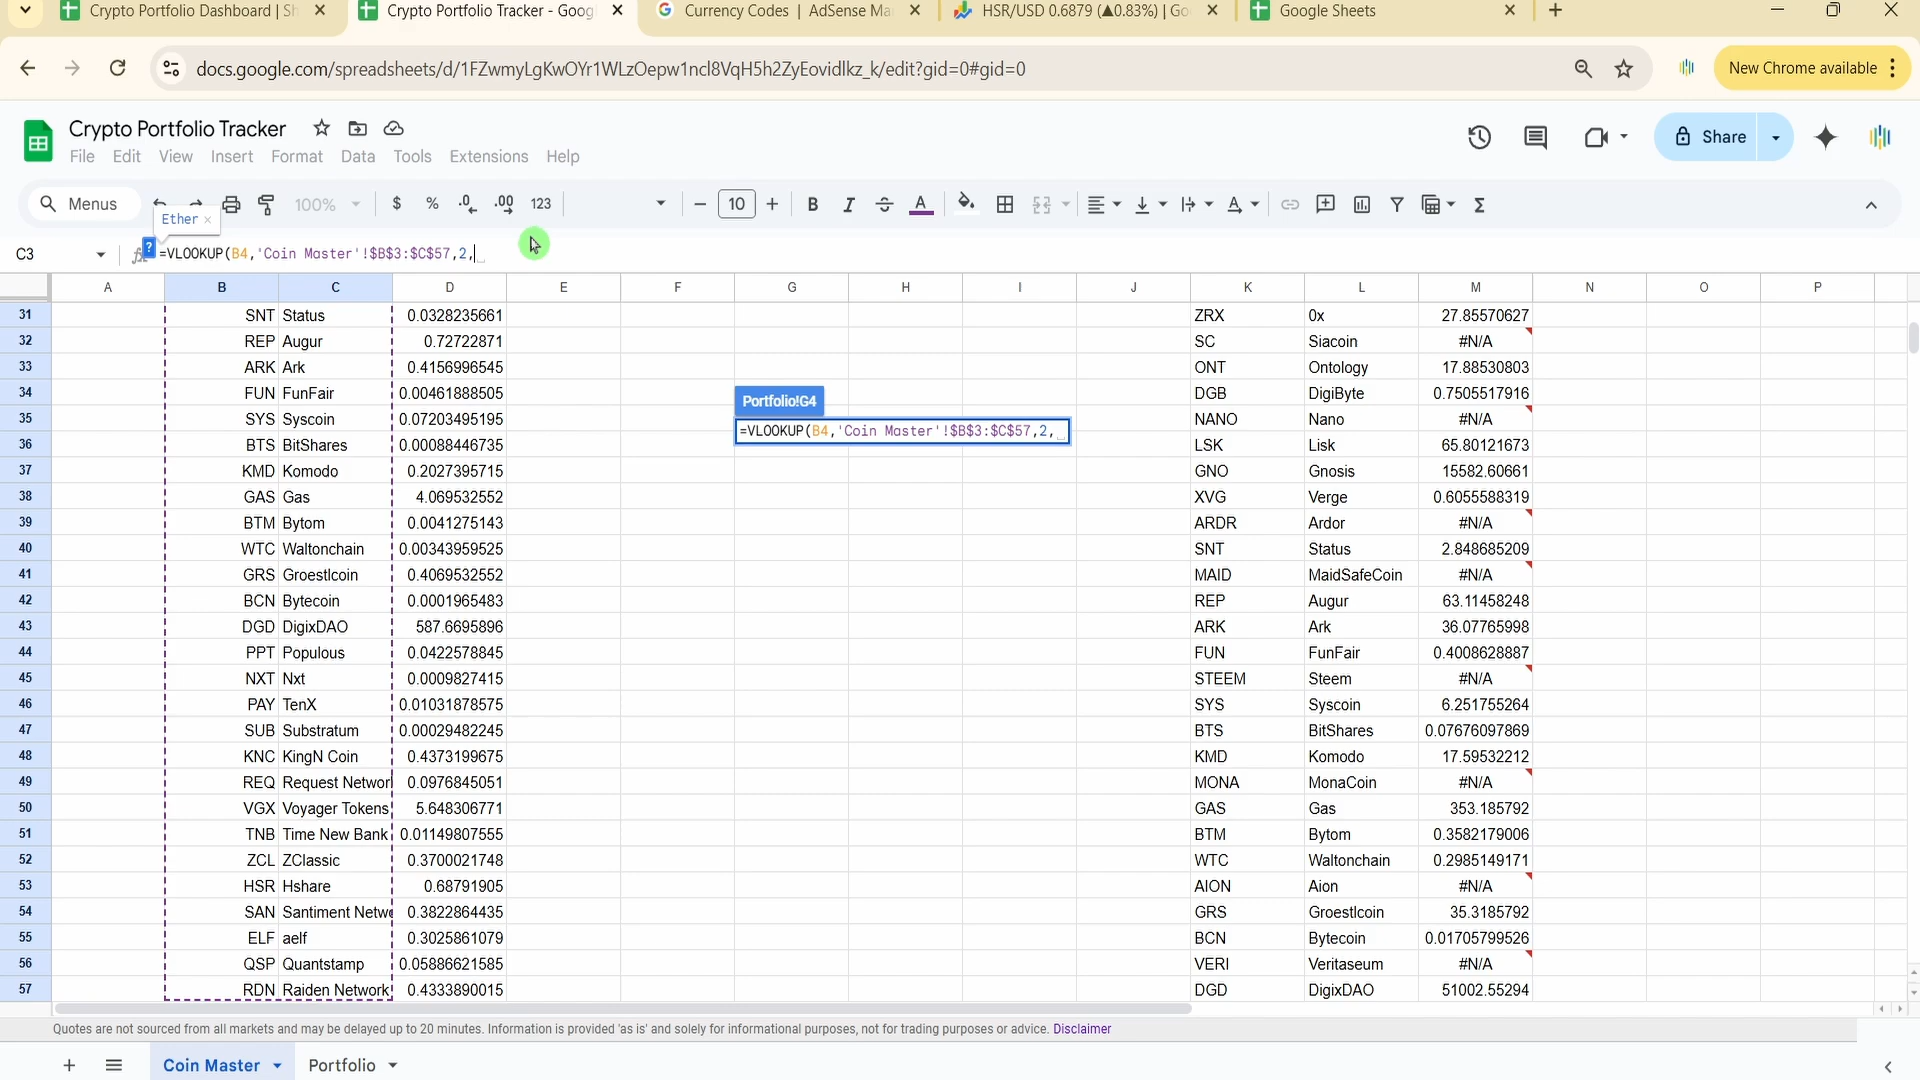 Crypto Portfolio Dashboard | Sh
Crypto Portfolio Tracker - Goog
Currency Codes | AdSense Ma
HSR/USD 0.6879 (▲0.83%) | Go
Google Sheets
docs.google.com/spreadsheets/d/1FZwmyLgKwOYr1WLzOepw1ncl8VqH5h2ZyEovidlkz_k/edit?gid=0#gid=0
New Chrome available
Crypto Portfolio Tracker
File Edit View Insert Format Data Tools Extensions Help
Share
Menus 100% $ % .0 .00 123 10 B I A
Ether ×
C3 ? =VLOOKUP(B4,'Coin Master'!$B$3:$C$57,2,
A B C D E F G H I J K L M N O P
31 SNT Status 0.0328235661 ZRX 0x 27.85570627
32 REP Augur 0.72722871 SC Siacoin #N/A
33 ARK Ark 0.4156996545 ONT Ontology 17.88530803
34 FUN FunFair 0.00461888505 DGB DigiByte 0.7505517916
Portfolio!G4
35 SYS Syscoin 0.07203495195 NANO Nano #N/A
=VLOOKUP(B4,'Coin Master'!$B$3:$C$57,2,
36 BTS BitShares 0.00088446735 LSK Lisk 65.80121673
37 KMD Komodo 0.2027395715 GNO Gnosis 15582.60661
38 GAS Gas 4.069532552 XVG Verge 0.6055588319
39 BTM Bytom 0.0041275143 ARDR Ardor #N/A
40 WTC Waltonchain 0.00343959525 SNT Status 2.848685209
41 GRS Groestlcoin 0.4069532552 MAID MaidSafeCoin #N/A
42 BCN Bytecoin 0.0001965483 REP Augur 63.11458248
43 DGD DigixDAO 587.6695896 ARK Ark 36.07765998
44 PPT Populous 0.0422578845 FUN FunFair 0.4008628887
45 NXT Nxt 0.0009827415 STEEM Steem #N/A
46 PAY TenX 0.01031878575 SYS Syscoin 6.251755264
47 SUB Substratum 0.00029482245 BTS BitShares 0.07676097869
48 KNC KingN Coin 0.4373199675 KMD Komodo 17.59532212
49 REQ Request Networ 0.0976845051 MONA MonaCoin #N/A
50 VGX Voyager Tokens 5.648306771 GAS Gas 353.185792
51 TNB Time New Bank 0.01149807555 BTM Bytom 0.3582179006
52 ZCL ZClassic 0.3700021748 WTC Waltonchain 0.2985149171
53 HSR Hshare 0.68791905 AION Aion #N/A
54 SAN Santiment Netw 0.3822864435 GRS Groestlcoin 35.3185792
55 ELF aelf 0.3025861079 BCN Bytecoin 0.01705799526
56 QSP Quantstamp 0.05886621585 VERI Veritaseum #N/A
57 RDN Raiden Network 0.4333890015 DGD DigixDAO 51002.55294
Quotes are not sourced from all markets and may be delayed up to 20 minutes. Information is provided 'as is' and solely for informational purposes, not for trading purposes or advice. Disclaimer
Coin Master Portfolio